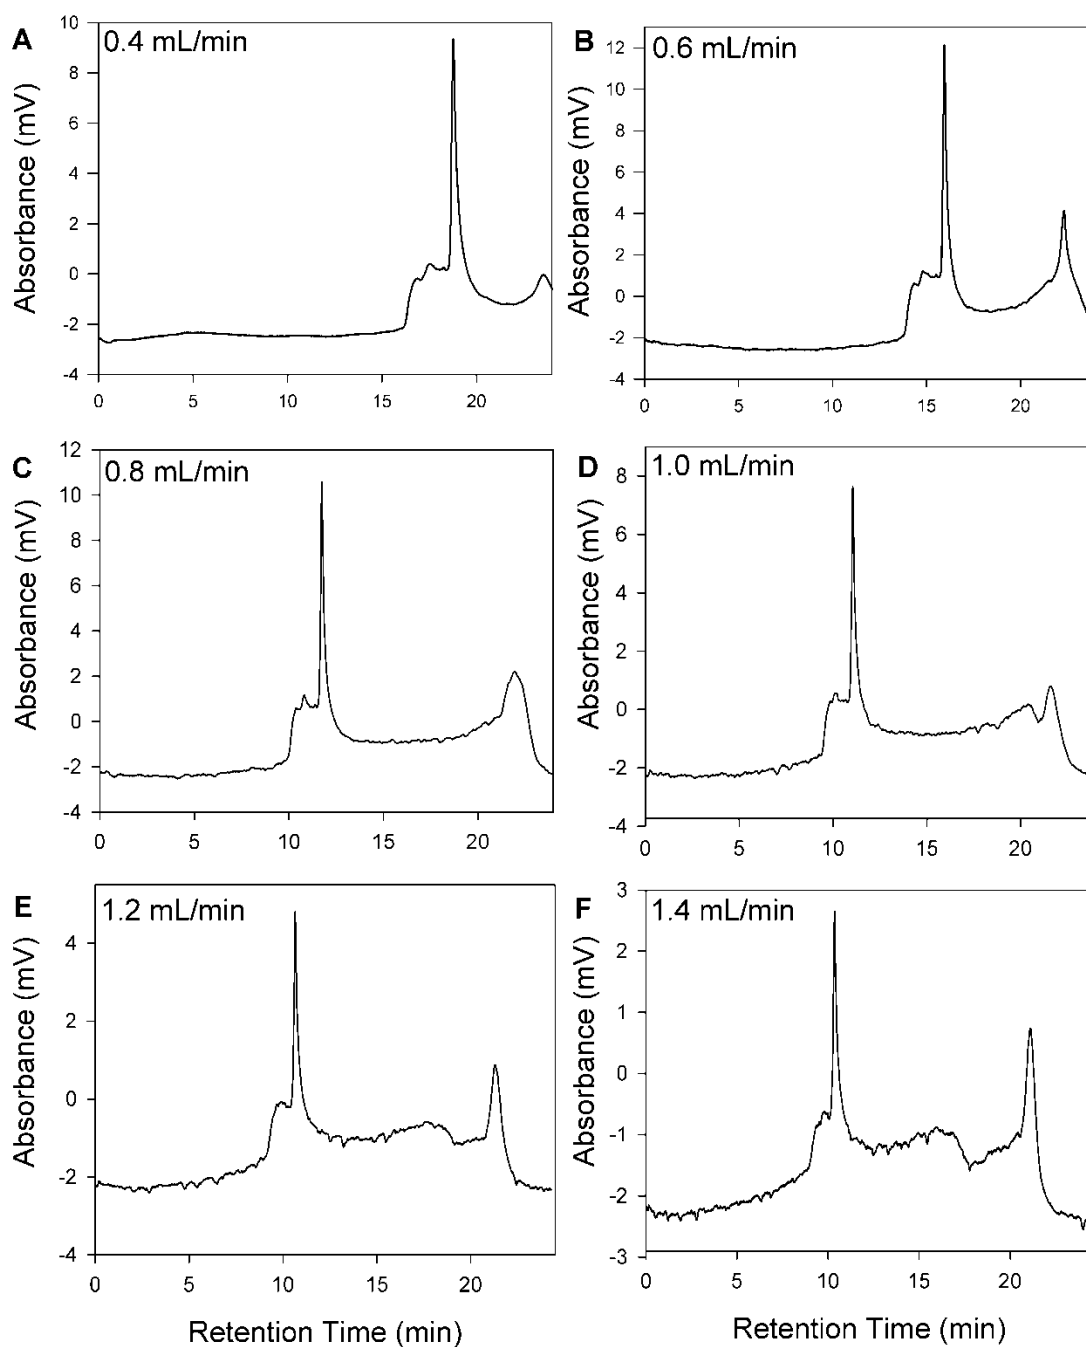 A
0.4 mL/min
Absorbance (mV)
10
8
6
4
2
0
-2
-4
0 5 10 15 20
B
0.6 mL/min
Absorbance (mV)
12
10
8
6
4
2
0
-2
-4
0 5 10 15 20
C
0.8 mL/min
Absorbance (mV)
12
10
8
6
4
2
0
-2
-4
0 5 10 15 20
D
1.0 mL/min
Absorbance (mV)
8
6
4
2
0
-2
-4
0 5 10 15 20
E
1.2 mL/min
Absorbance (mV)
4
2
0
-2
-4
0 5 10 15 20
Retention Time (min)
F
1.4 mL/min
Absorbance (mV)
3
2
1
0
-1
-2
-3
0 5 10 15 20
Retention Time (min)